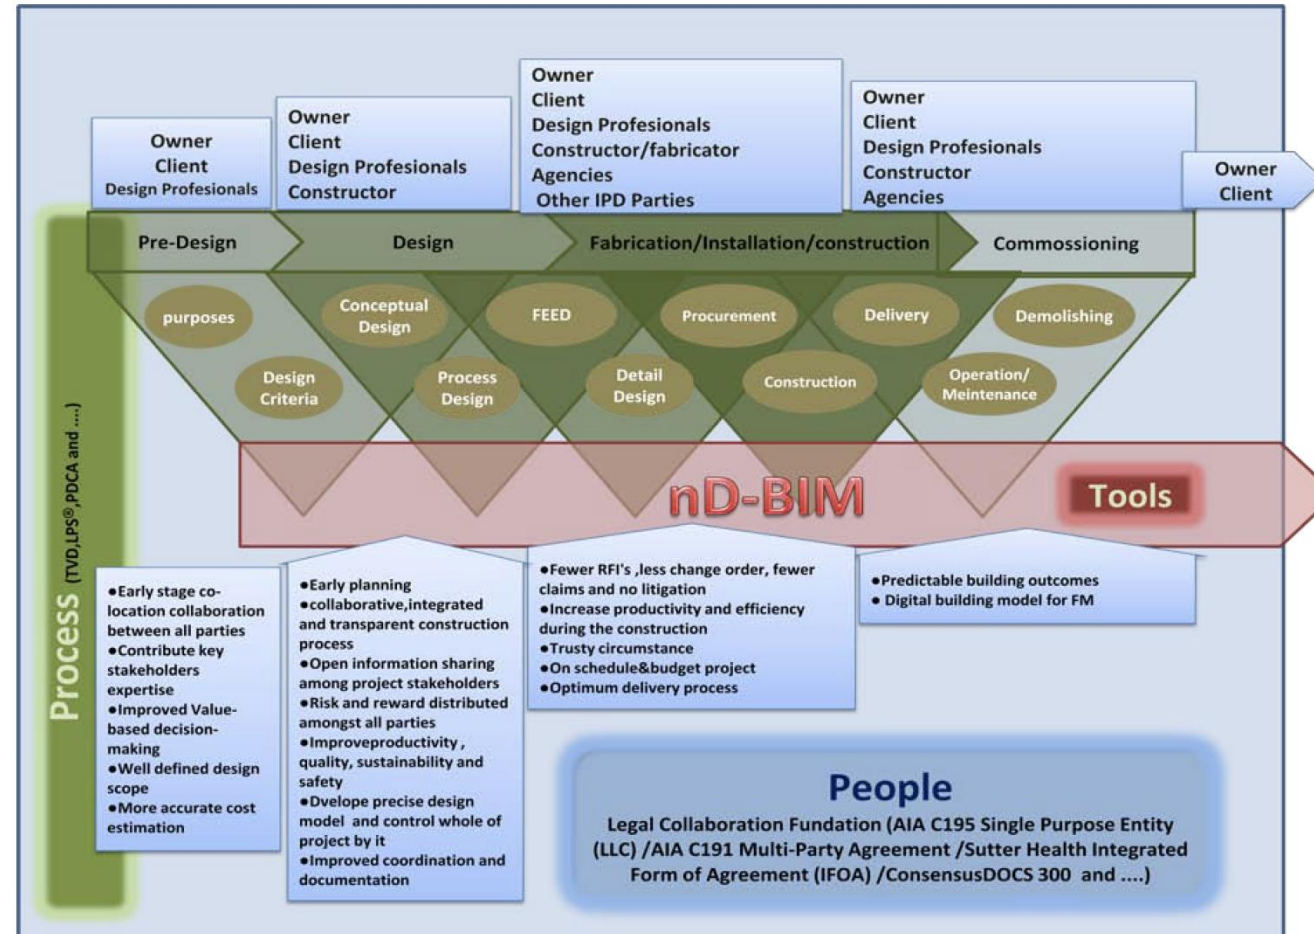 Owner
Client
Design Profesionals
Owner
Client
Design Profesionals
Constructor
Owner
Client
Design Profesionals
Constructor/fabricator
Agencies
Other IPD Parties
Owner
Client
Design Profesionals
Constructor
Agencies
Owner
Client
Pre-Design
Design
Fabrication/Installation/construction
Commossioning
purposes
Conceptual
Design
FEED
Procurement
Delivery
Demolishing
Design
Criteria
Process
Design
Detail
Design
Construction
Operation/
Meintenance
Process (TVD,LPS®,PDCA and ....)
nD-BIM
Tools
●Early stage co-
location collaboration
between all parties
●Contribute key
stakeholders
expertise
●Improved Value-
based decision-
making
●Well defined design
scope
●More accurate cost
estimation
●Early planning
●collaborative,integrated
and transparent construction
process
●Open information sharing
among project stakeholders
●Risk and reward distributed
amongst all parties
●Improveproductivity ,
quality, sustainability and
safety
●Dvelope precise design
model and control whole of
project by it
●Improved coordination and
documentation
●Fewer RFI's ,less change order, fewer
claims and no litigation
●Increase productivity and efficiency
during the construction
●Trusty circumstance
●On schedule&budget project
●Optimum delivery process
●Predictable building outcomes
● Digital building model for FM
People
Legal Collaboration Fundation (AIA C195 Single Purpose Entity
(LLC) /AIA C191 Multi-Party Agreement /Sutter Health Integrated
Form of Agreement (IFOA) /ConsensusDOCS 300 and ....)